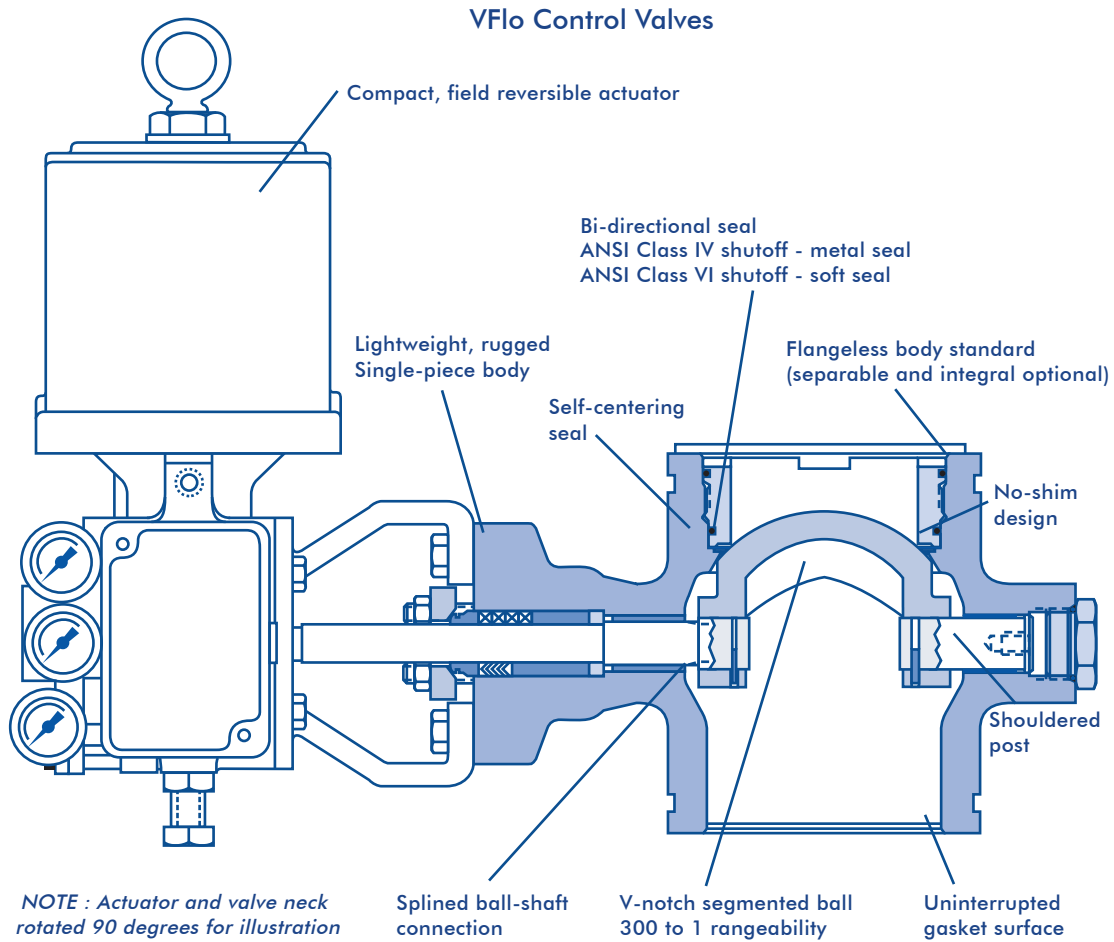 VFlo Control Valves
Compact, field reversible actuator
Bi-directional seal
ANSI Class IV shutoff - metal seal
ANSI Class VI shutoff - soft seal
Lightweight, rugged
Single-piece body
Flangeless body standard
(separable and integral optional)
Self-centering
seal
No-shim
design
Shouldered
post
NOTE : Actuator and valve neck
rotated 90 degrees for illustration
Splined ball-shaft
connection
V-notch segmented ball
300 to 1 rangeability
Uninterrupted
gasket surface